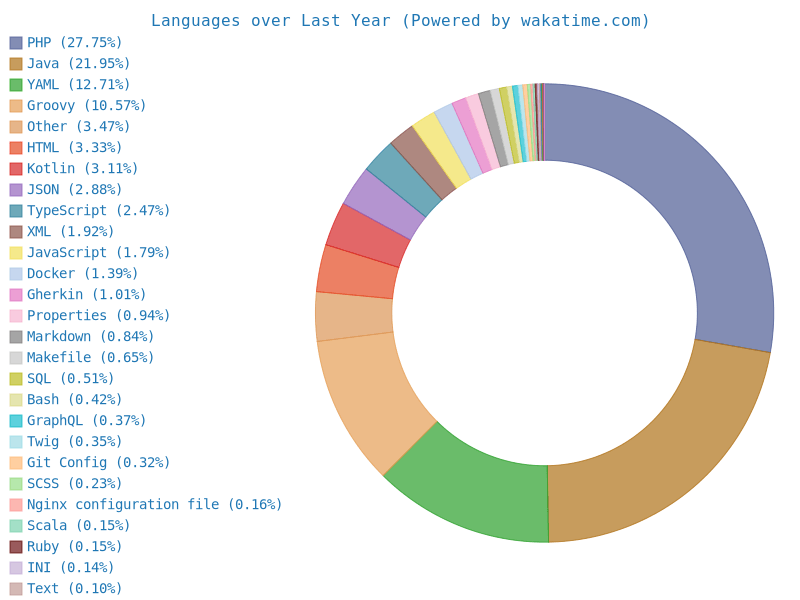 Languages over Last Year (Powered by wakatime.com)
PHP (27.75%)
Java (21.95%)
YAML (12.71%)
Groovy (10.57%)
Other (3.47%)
HTML (3.33%)
Kotlin (3.11%)
JSON (2.88%)
TypeScript (2.47%)
XML (1.92%)
JavaScript (1.79%)
Docker (1.39%)
Gherkin (1.01%)
Properties (0.94%)
Markdown (0.84%)
Makefile (0.65%)
SQL (0.51%)
Bash (0.42%)
GraphQL (0.37%)
Twig (0.35%)
Git Config (0.32%)
SCSS (0.23%)
Nginx configuration file (0.16%)
Scala (0.15%)
Ruby (0.15%)
INI (0.14%)
Text (0.10%)